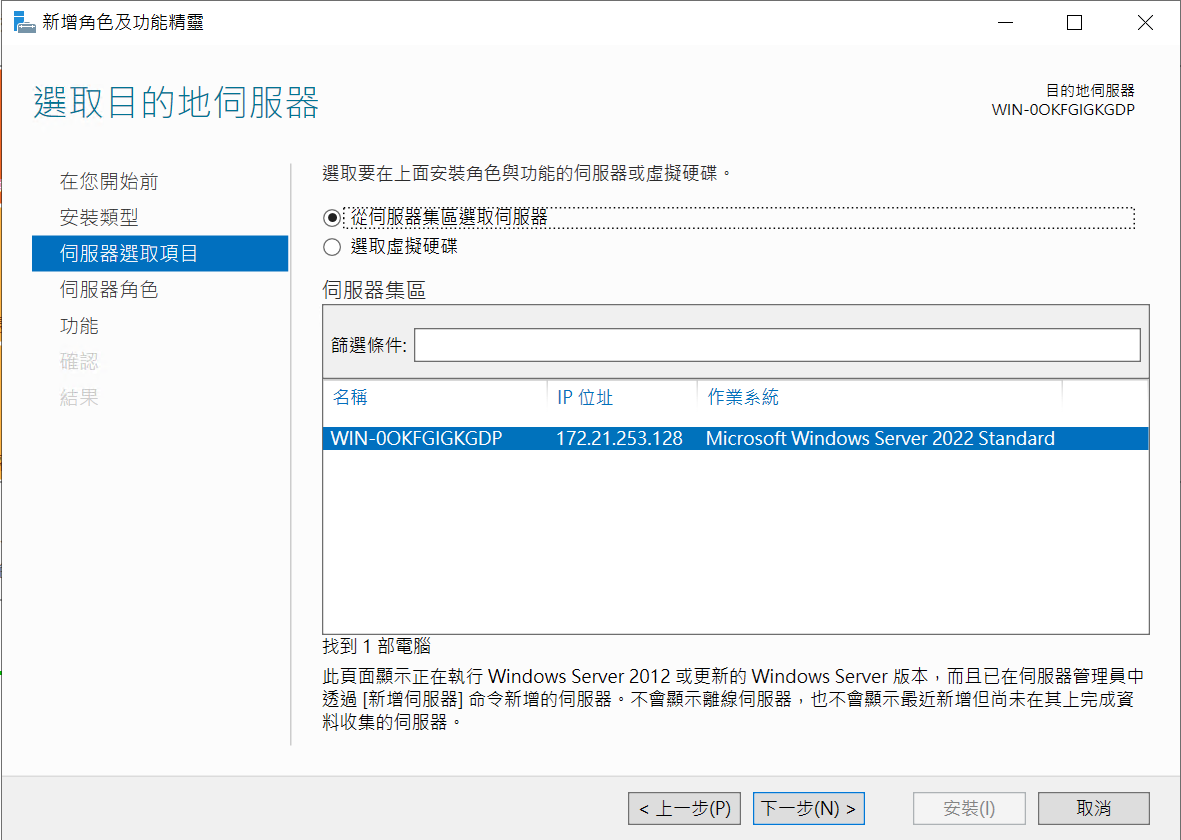 新增角色及功能精靈
選取目的地伺服器
目的地伺服器
WIN-0OKFGIGKGDP
在您開始前
安裝類型
伺服器選取項目
伺服器角色
功能
確認
結果
選取要在上面安裝角色與功能的伺服器或虛擬硬碟。
從伺服器集區選取伺服器
選取虛擬硬碟
伺服器集區
篩選條件:
名稱 IP 位址 作業系統
WIN-0OKFGIGKGDP 172.21.253.128 Microsoft Windows Server 2022 Standard
找到 1 部電腦
此頁面顯示正在執行 Windows Server 2012 或更新的 Windows Server 版本，而且已在伺服器管理員中
透過 [新增伺服器] 命令新增的伺服器。不會顯示離線伺服器，也不會顯示最近新增但尚未在其上完成資
料收集的伺服器。
< 上一步(P) 下一步(N) > 安裝(I) 取消